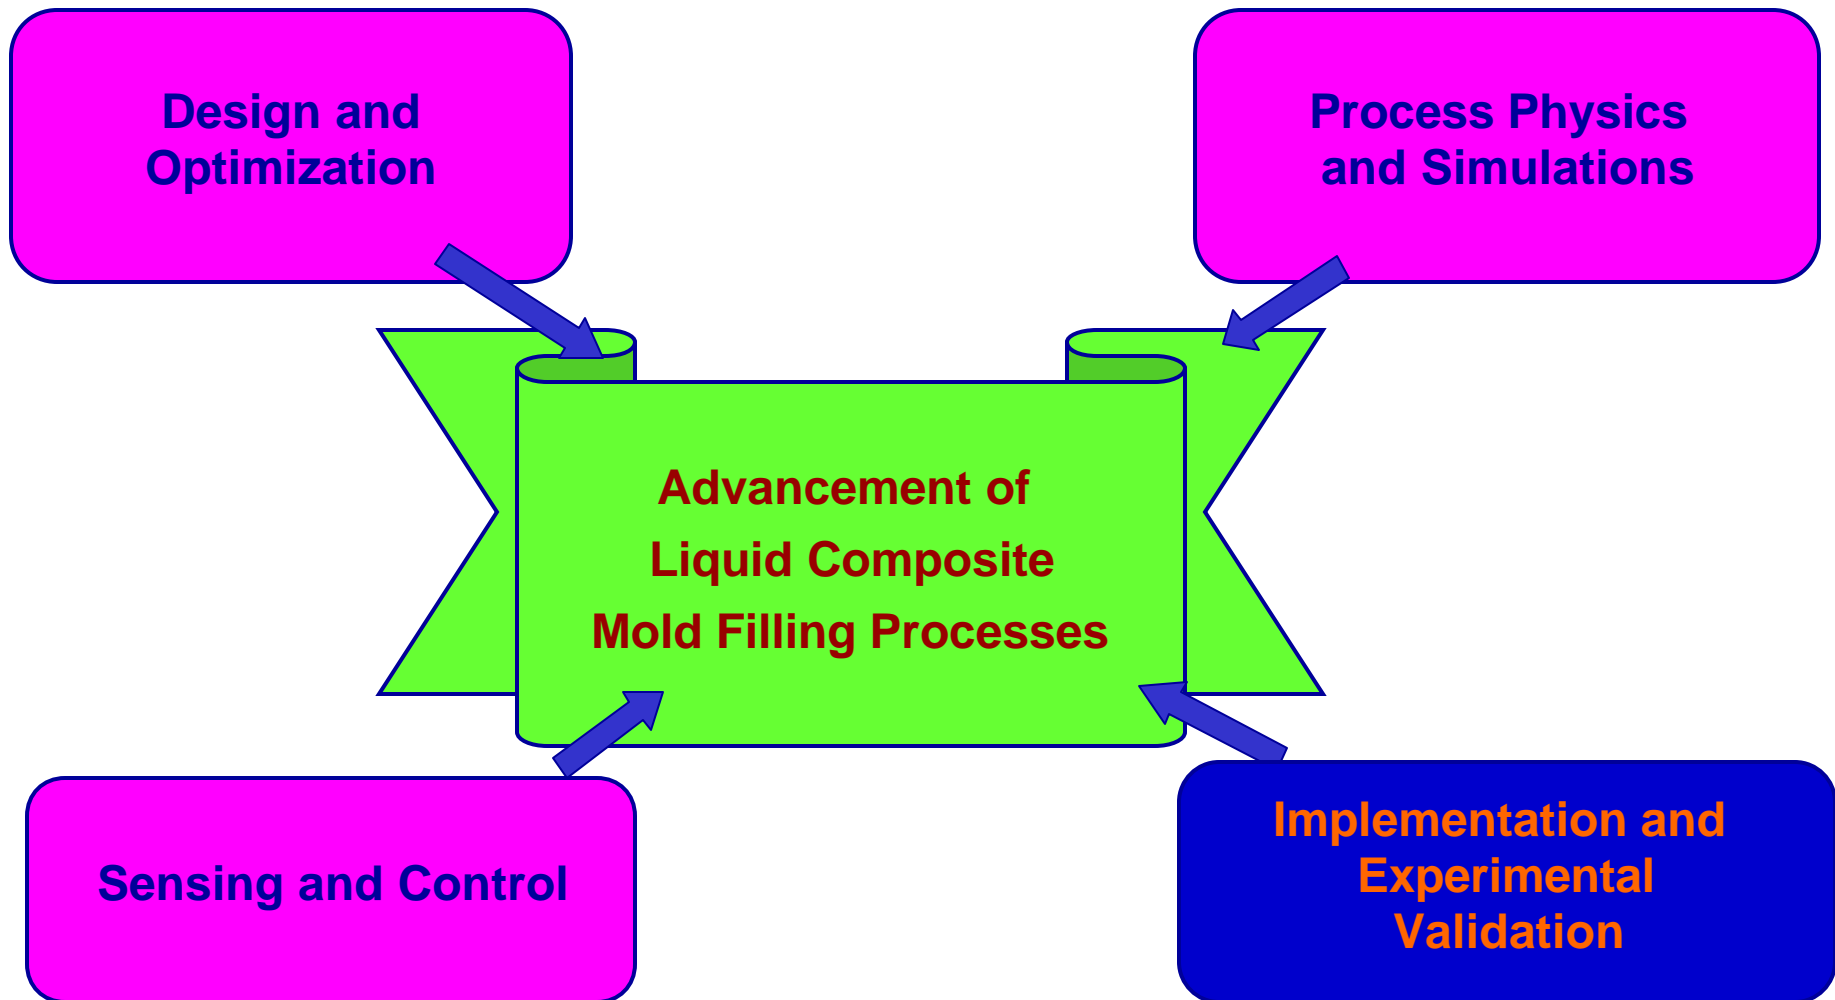 Design and
Optimization
Process Physics
and Simulations
Advancement of
Liquid Composite
Mold Filling Processes
Sensing and Control
Implementation and
Experimental
Validation